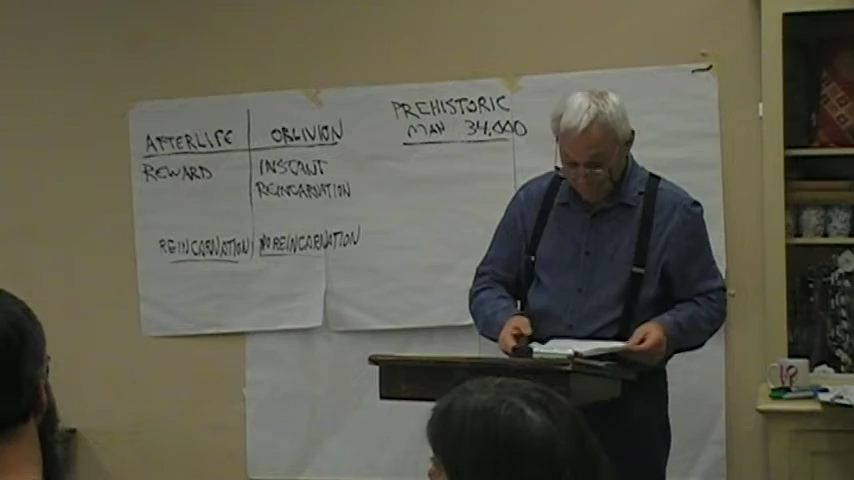 AFTERLIFE OBLIVION
REWARD INSTANT
REINCARNATION
REINCARNATION NO REINCARNATION
PREHISTORIC
MAN 34,000